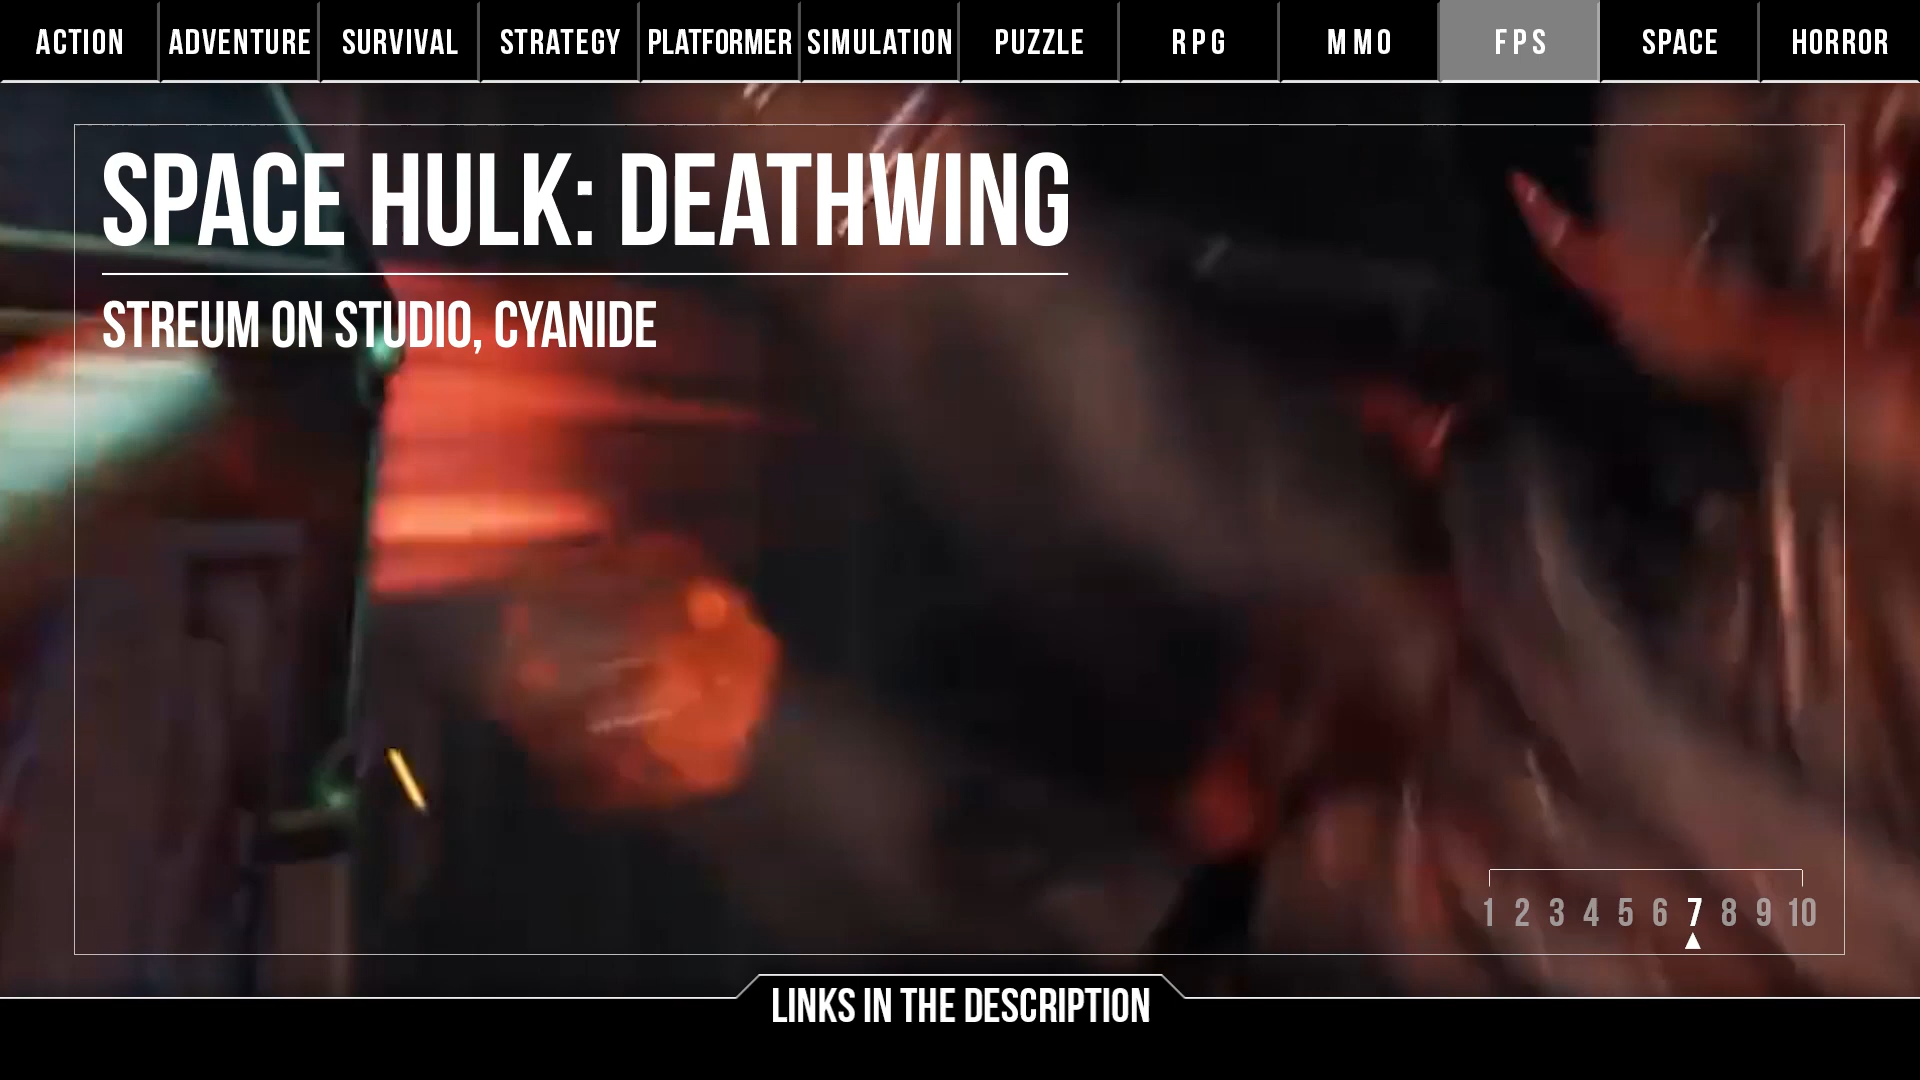 ACTION ADVENTURE SURVIVAL STRATEGY PLATFORMER SIMULATION PUZZLE RPG MMO FPS SPACE HORROR
SPACE HULK: DEATHWING
STREUM ON STUDIO, CYANIDE
1 2 3 4 5 6 7 8 9 10
LINKS IN THE DESCRIPTION